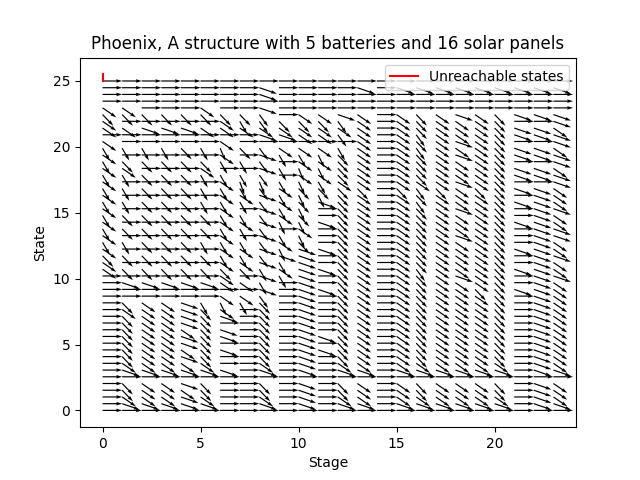 Phoenix, A structure with 5 batteries and 16 solar panels
Unreachable states
25
20
15
10
5
0
State
0 5 10 15 20
Stage